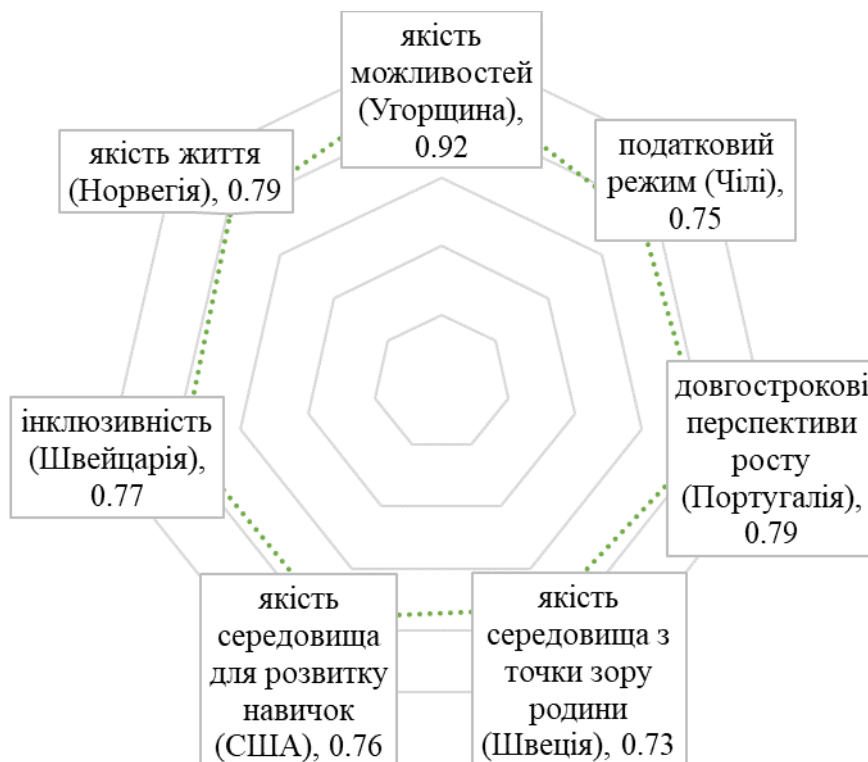 якість
можливостей
(Угорщина),
0.92
податковий
режим (Чілі),
0.75
довгострокові
перспективи
росту
(Португалія),
0.79
якість
середовища з
точки зору
родини
(Швеція), 0.73
якість
середовища
для розвитку
навичок
(США), 0.76
інклюзивність
(Швейцарія),
0.77
якість життя
(Норвегія), 0.79